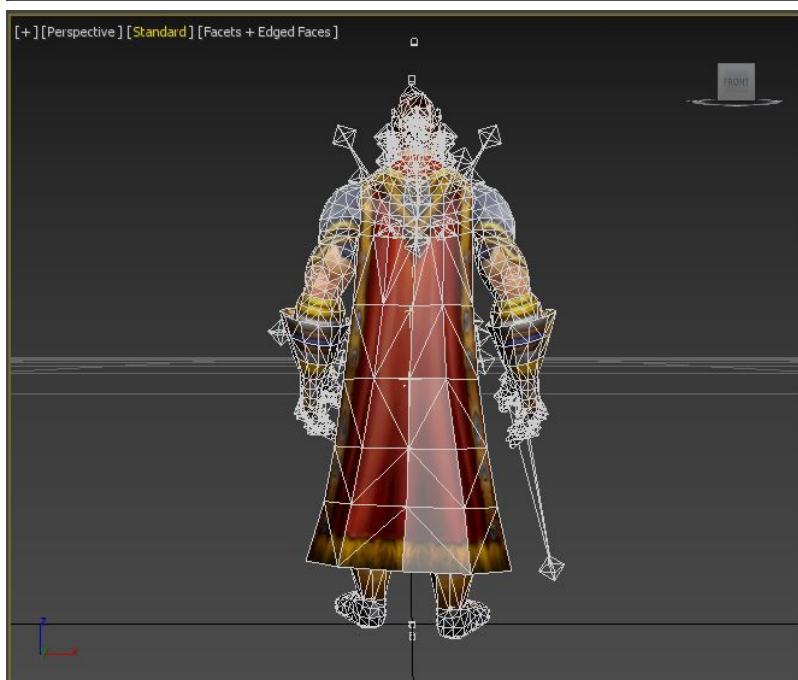 [+][Perspective][Standard][Facets + Edged Faces]
FRONT
z
x